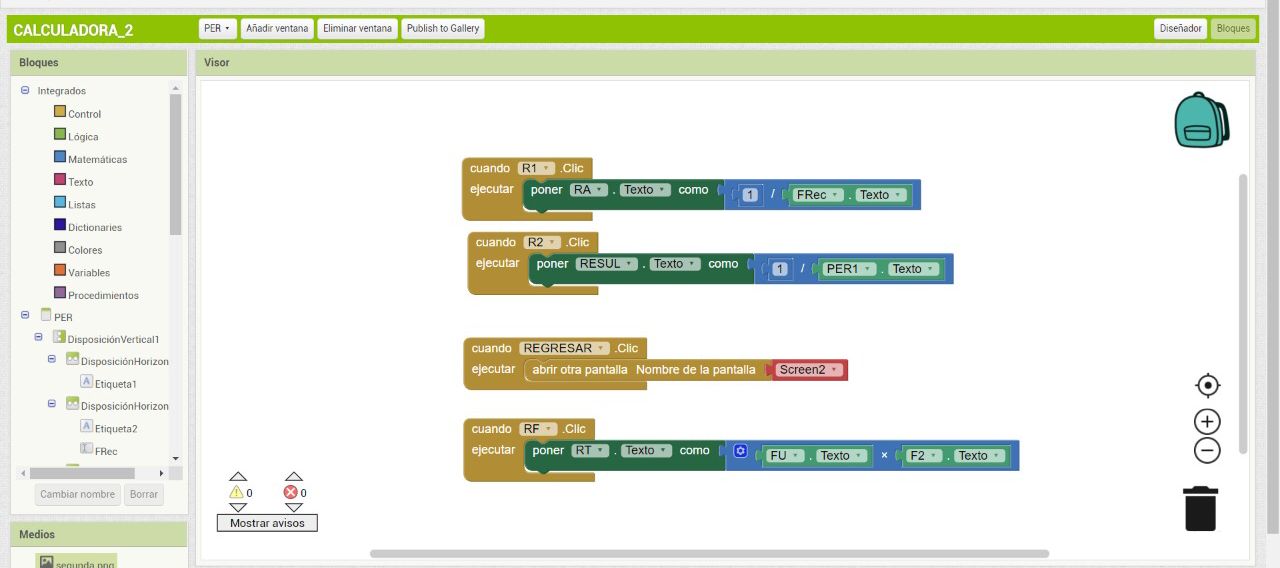 CALCULADORA_2
PER
Añadir ventana
Eliminar ventana
Publish to Gallery
Diseñador
Bloques
Bloques
Integrados
Control
Lógica
Matemáticas
Texto
Listas
Dictionaries
Colores
Variables
Procedimientos
PER
DisposiciónVertical1
DisposiciónHorizon
Etiqueta1
DisposiciónHorizon
Etiqueta2
FRec
Cambiar nombre
Borrar
Medios
segunda.png
Visor
cuando R1 .Clic
ejecutar poner RA . Texto como 1 / FRec . Texto
cuando R2 .Clic
ejecutar poner RESUL . Texto como 1 / PER1 . Texto
cuando REGRESAR .Clic
ejecutar abrir otra pantalla Nombre de la pantalla Screen2
cuando RF .Clic
ejecutar poner RT . Texto como FU . Texto × F2 . Texto
0 0
Mostrar avisos